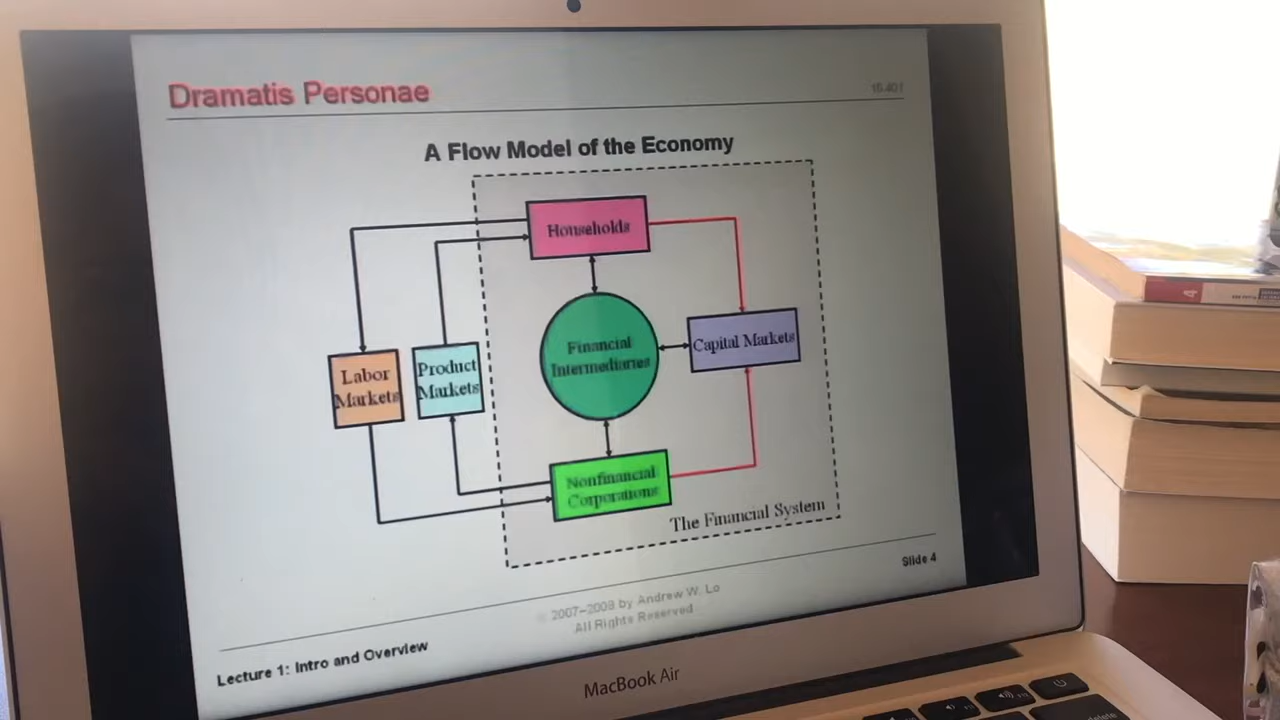 Dramatis Personae
15.401
A Flow Model of the Economy
Households
Labor
Markets
Product
Markets
Financial
Intermediaries
Capital Markets
Nonfinancial
Corporations
The Financial System
Slide 4
© 2007–2008 by Andrew W. Lo
All Rights Reserved
Lecture 1: Intro and Overview
MacBook Air
delete
4